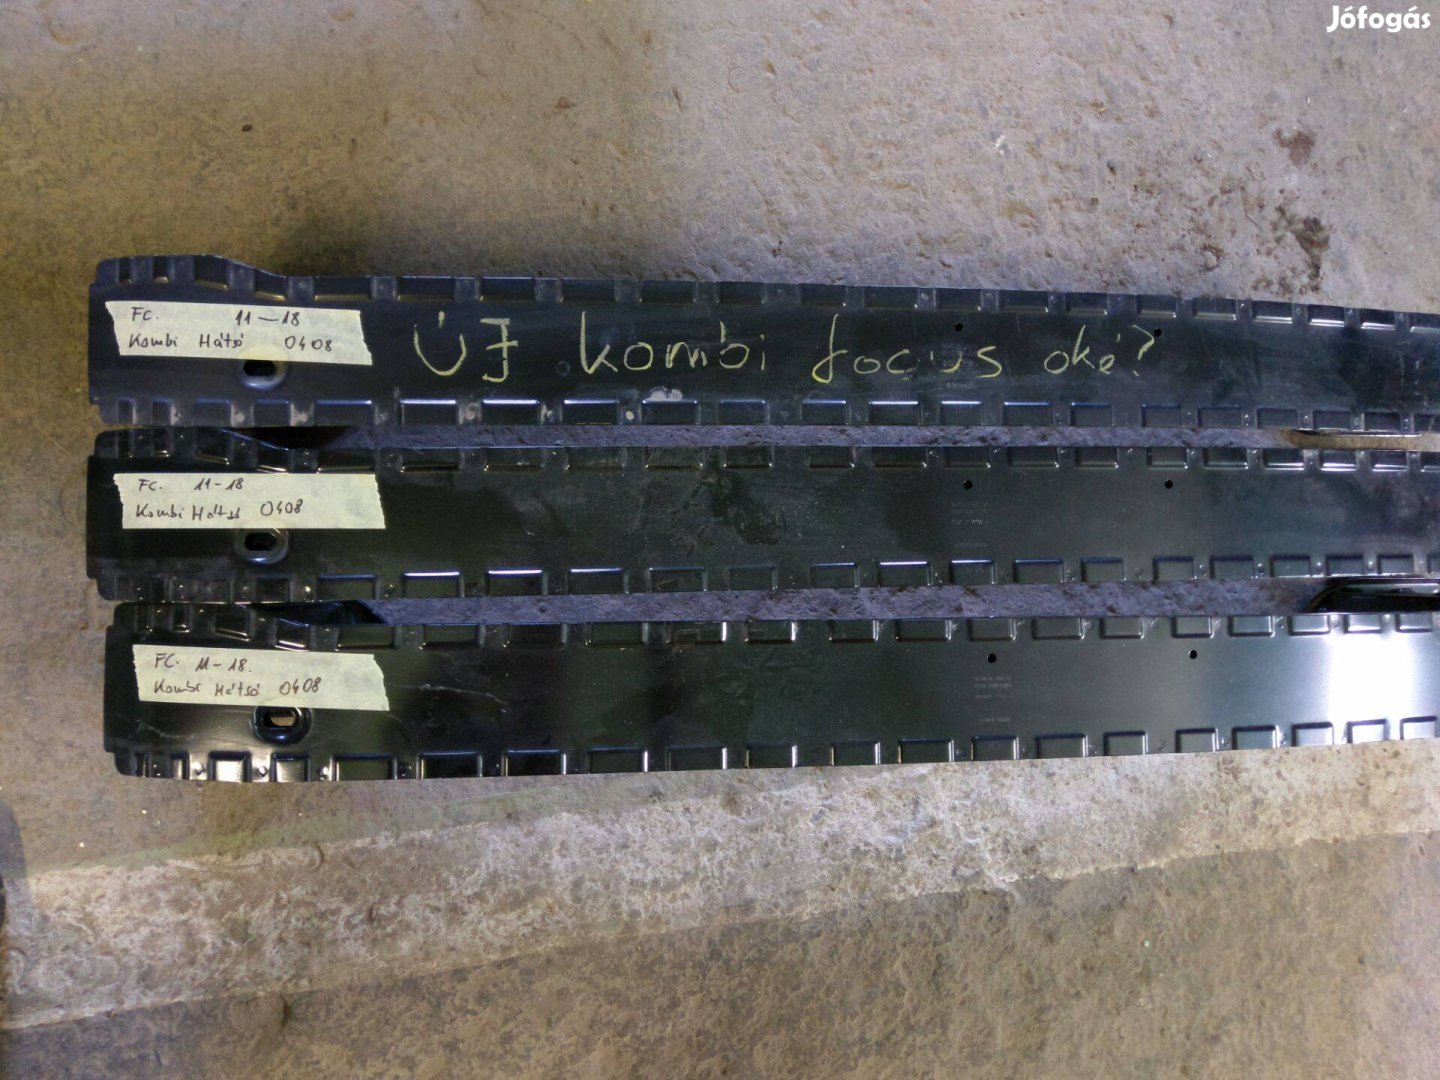 Jófogás
FC. 11-18
Kombi Hátsó 0408
ÚJ kombi focus oké?
FC. 11-18
Kombi Hátsó 0408
FC. 11-18.
Kombi Hátsó 0408